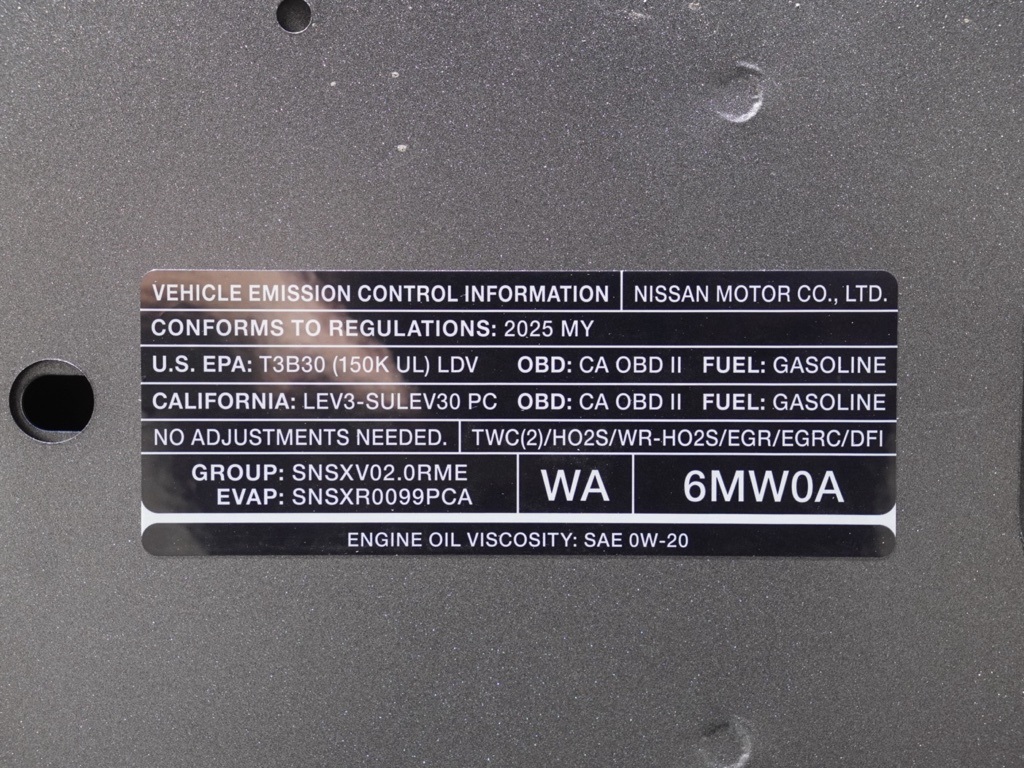 VEHICLE EMISSION CONTROL INFORMATION NISSAN MOTOR CO., LTD.
CONFORMS TO REGULATIONS: 2025 MY
U.S. EPA: T3B30 (150K UL) LDV OBD: CA OBD II FUEL: GASOLINE
CALIFORNIA: LEV3-SULEV30 PC OBD: CA OBD II FUEL: GASOLINE
NO ADJUSTMENTS NEEDED. TWC(2)/HO2S/WR-HO2S/EGR/EGRC/DFI
GROUP: SNSXV02.0RME
EVAP: SNSXR0099PCA
WA
6MW0A
ENGINE OIL VISCOSITY: SAE 0W-20